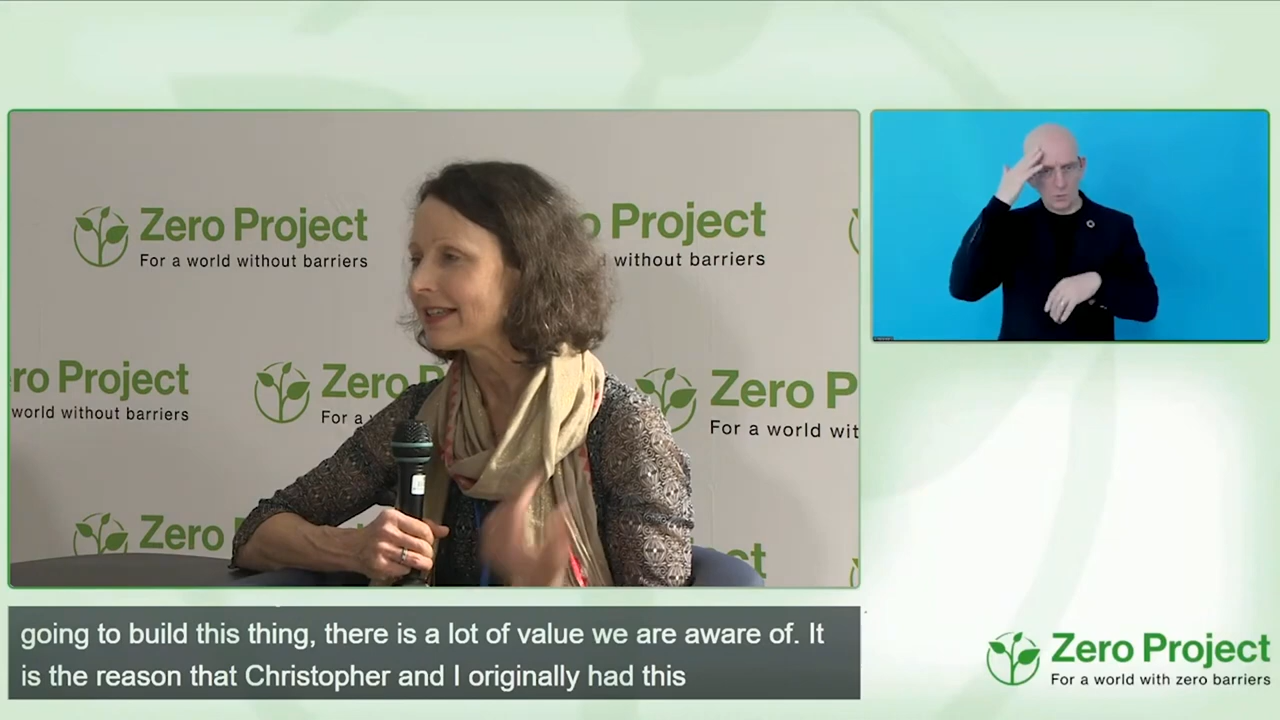 Zero Project
For a world without barriers
o Project
without barriers
ro Project
world without barriers
Zero P
For a
Zero P
For a world wit
Zero
ct
going to build this thing, there is a lot of value we are aware of. It
is the reason that Christopher and I originally had this
Zero Project
For a world with zero barriers